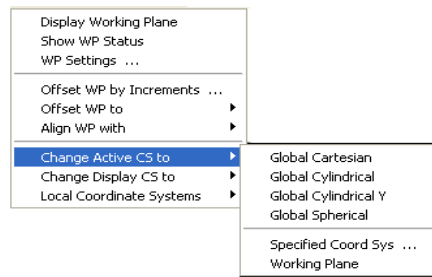 Display Working Plane
Show WP Status
WP Settings ...
Offset WP by Increments ...
Offset WP to
Align WP with
Change Active CS to
Change Display CS to
Local Coordinate Systems
Global Cartesian
Global Cylindrical
Global Cylindrical Y
Global Spherical
Specified Coord Sys ...
Working Plane